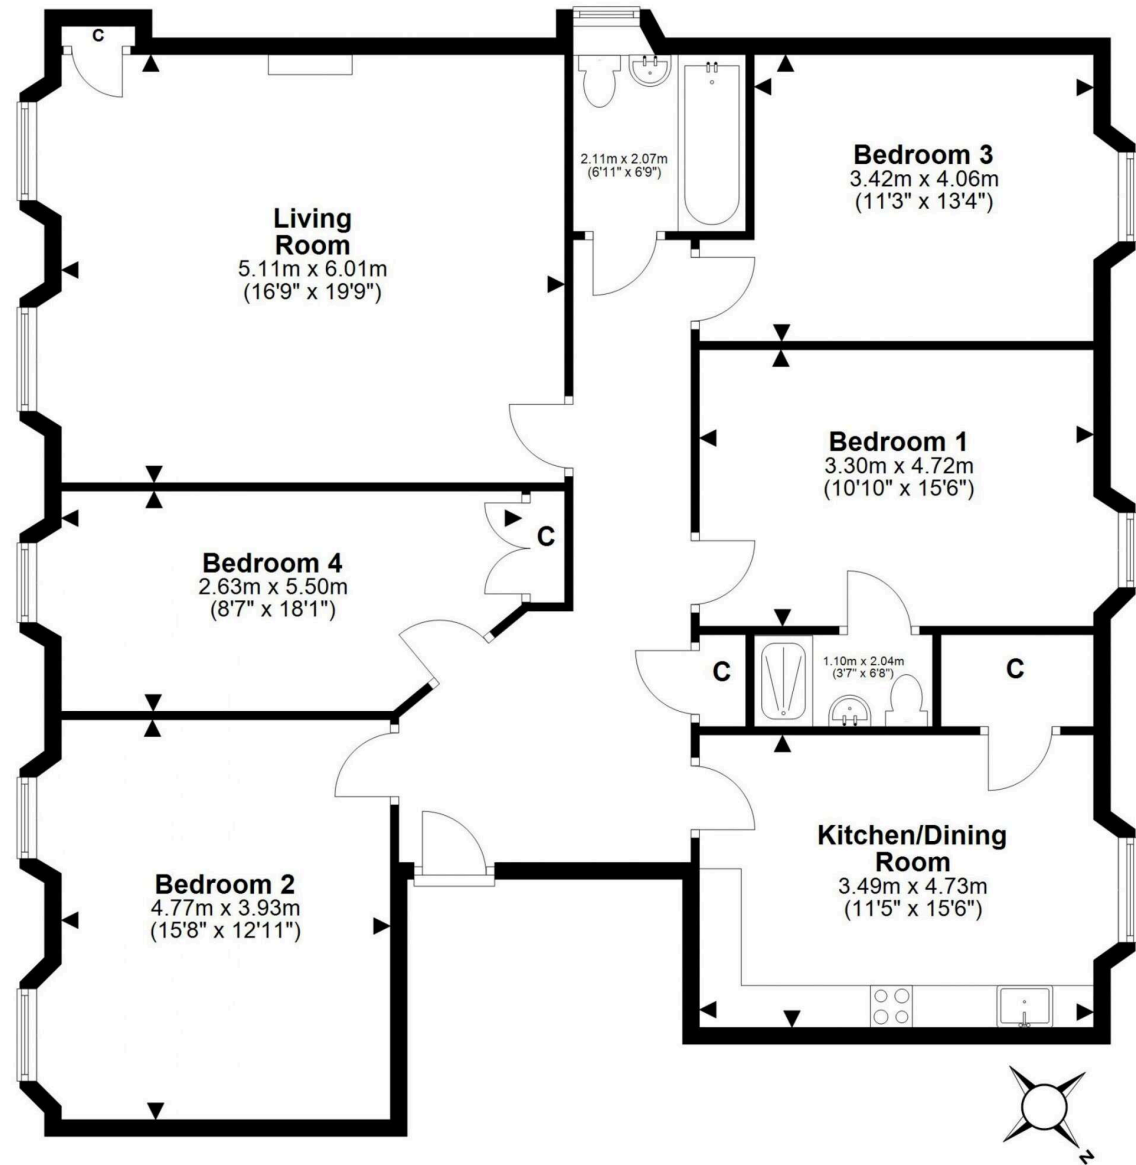 C
Living
Room
5.11m x 6.01m
(16'9" x 19'9")
2.11m x 2.07m
(6'11" x 6'9")
Bedroom 3
3.42m x 4.06m
(11'3" x 13'4")
Bedroom 1
3.30m x 4.72m
(10'10" x 15'6")
Bedroom 4
2.63m x 5.50m
(8'7" x 18'1")
C
C
1.10m x 2.04m
(3'7" x 6'8")
C
Bedroom 2
4.77m x 3.93m
(15'8" x 12'11")
Kitchen/Dining
Room
3.49m x 4.73m
(11'5" x 15'6")
N